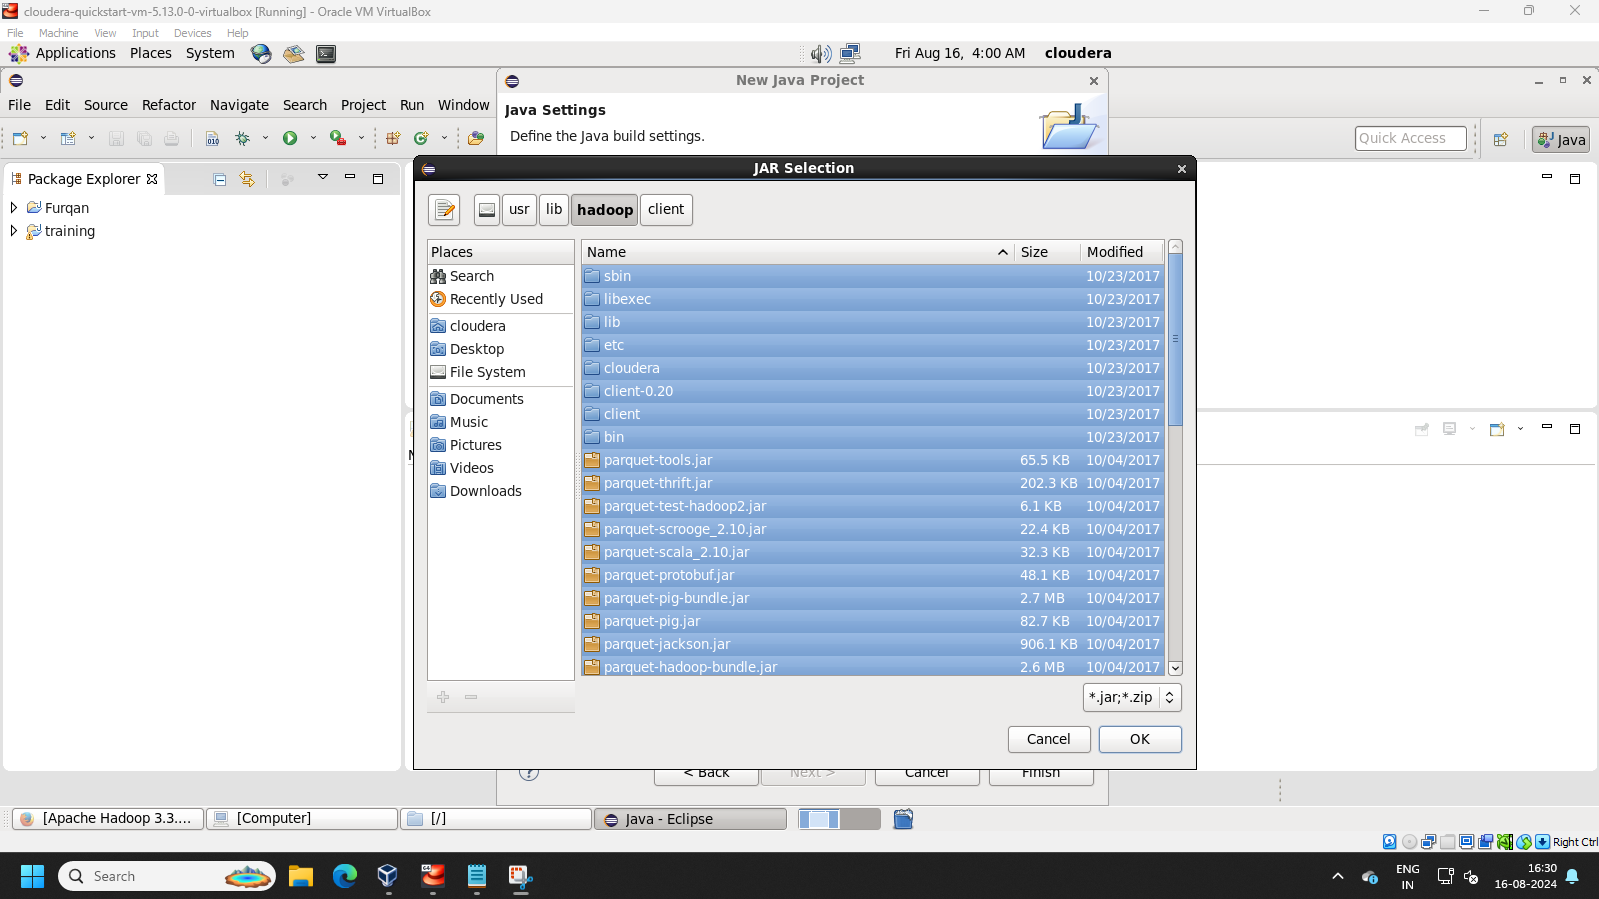 cloudera-quickstart-vm-5.13.0-0-virtualbox [Running] - Oracle VM VirtualBox
File Machine View Input Devices Help
Applications Places System Fri Aug 16, 4:00 AM cloudera
New Java Project
File Edit Source Refactor Navigate Search Project Run Window
Java Settings
Define the Java build settings.
Quick Access
Java
JAR Selection
Package Explorer
Furqan
training
usr lib hadoop client
Places
Search
Recently Used
cloudera
Desktop
File System
Documents
Music
Pictures
Videos
Downloads
Name Size Modified
sbin 10/23/2017
libexec 10/23/2017
lib 10/23/2017
etc 10/23/2017
cloudera 10/23/2017
client-0.20 10/23/2017
client 10/23/2017
bin 10/23/2017
parquet-tools.jar 65.5 KB 10/04/2017
parquet-thrift.jar 202.3 KB 10/04/2017
parquet-test-hadoop2.jar 6.1 KB 10/04/2017
parquet-scrooge_2.10.jar 22.4 KB 10/04/2017
parquet-scala_2.10.jar 32.3 KB 10/04/2017
parquet-protobuf.jar 48.1 KB 10/04/2017
parquet-pig-bundle.jar 2.7 MB 10/04/2017
parquet-pig.jar 82.7 KB 10/04/2017
parquet-jackson.jar 906.1 KB 10/04/2017
parquet-hadoop-bundle.jar 2.6 MB 10/04/2017
*.jar;*.zip
Cancel OK
< Back Next > Cancel Finish
[Apache Hadoop 3.3.... [Computer] [/] Java - Eclipse
Right Ctrl
Search
ENG
IN
16:30
16-08-2024